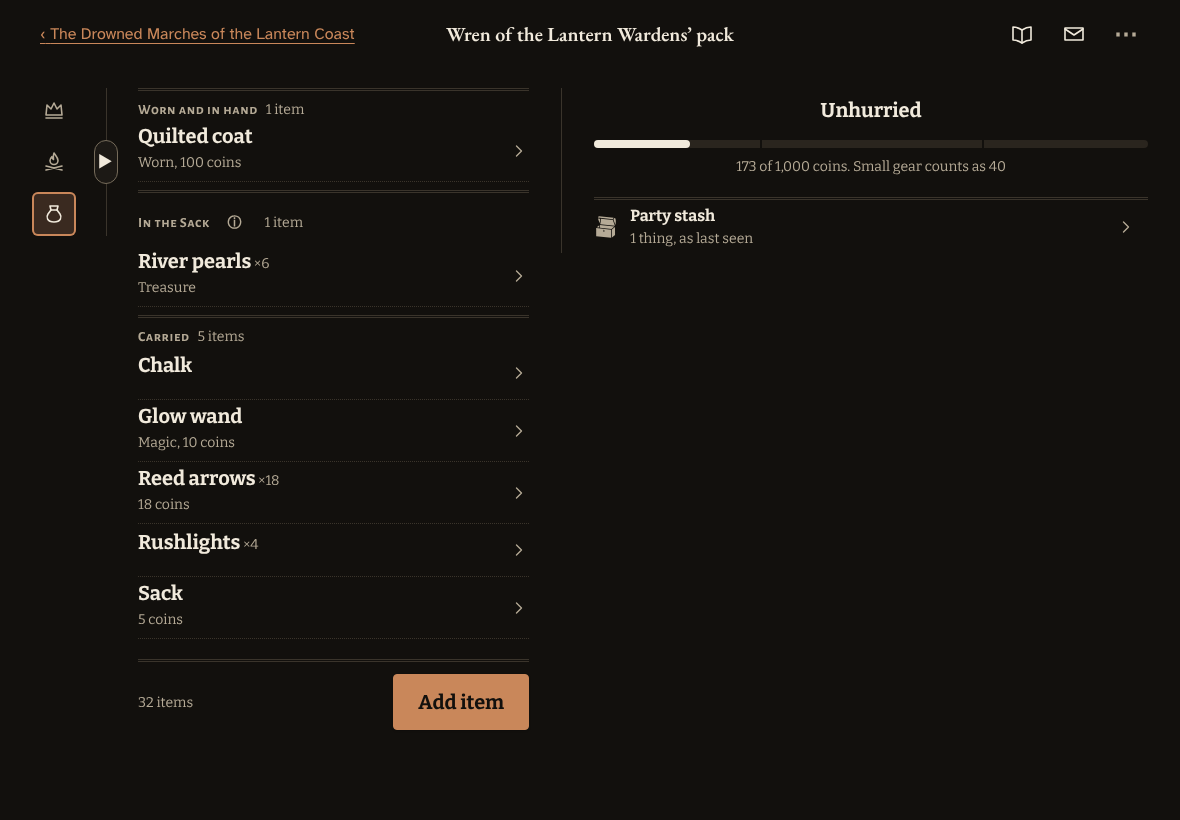 ‹ The Drowned Marches of the Lantern Coast
Wren of the Lantern Wardens’ pack
Worn and in hand 1 item
Quilted coat
Worn, 100 coins
In the Sack 1 item
River pearls ×6
Treasure
Carried 5 items
Chalk
Glow wand
Magic, 10 coins
Reed arrows ×18
18 coins
Rushlights ×4
Sack
5 coins
32 items
Add item
Unhurried
173 of 1,000 coins. Small gear counts as 40
Party stash
1 thing, as last seen